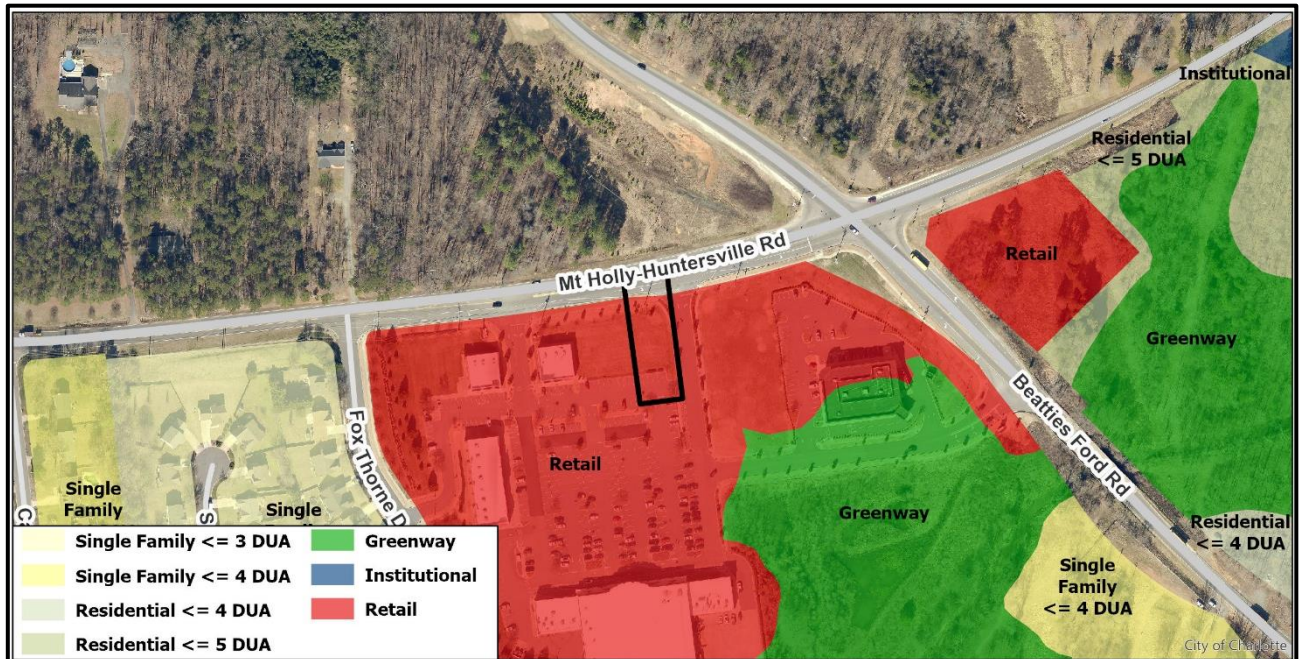 Institutional
Residential
<= 5 DUA
Mt Holly-Huntersville Rd
Retail
Greenway
Beatties Ford Rd
Fox Thorne D
Retail
Greenway
Single
Family
S
Single
C
Residential
<= 4 DUA
Single
Family
<= 4 DUA
Single Family <= 3 DUA
Single Family <= 4 DUA
Residential <= 4 DUA
Residential <= 5 DUA
Greenway
Institutional
Retail
City of Charlotte